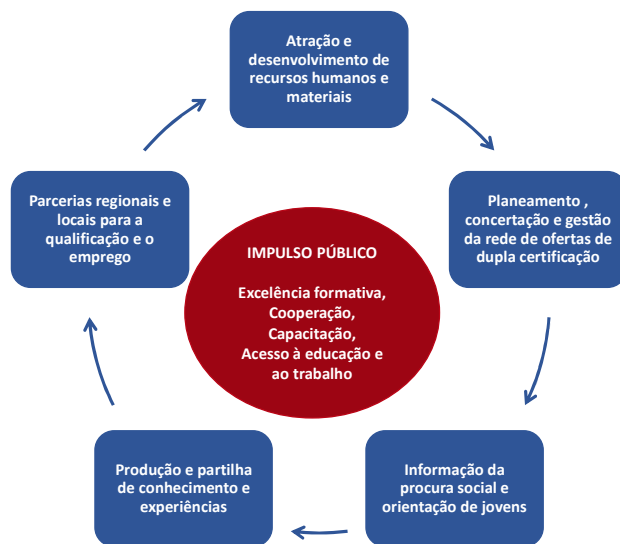 Atração e
desenvolvimento de
recursos humanos e
materiais
Planeamento ,
concertação e gestão
da rede de ofertas de
dupla certificação
Informação da
procura social e
orientação de jovens
Produção e partilha
de conhecimento e
experiências
Parcerias regionais e
locais para a
qualificação e o
emprego
IMPULSO PÚBLICO
Excelência formativa,
Cooperação,
Capacitação,
Acesso à educação e
ao trabalho